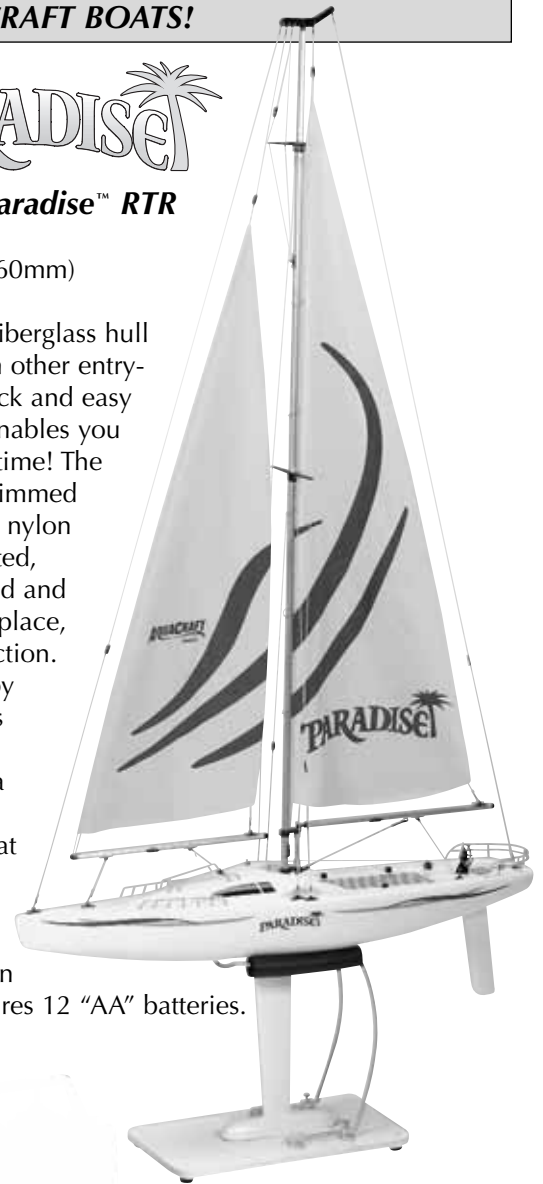 RAFT BOATS!
ADISE
aradise™ RTR
60mm)
iberglass hull
n other entry-
ck and easy
nables you
time! The
immed
nylon
ted,
d and
place,
ction.
by
s
a
at
n
res 12 “AA” batteries.
AQUACRAFT
PARADISE
PARADISE